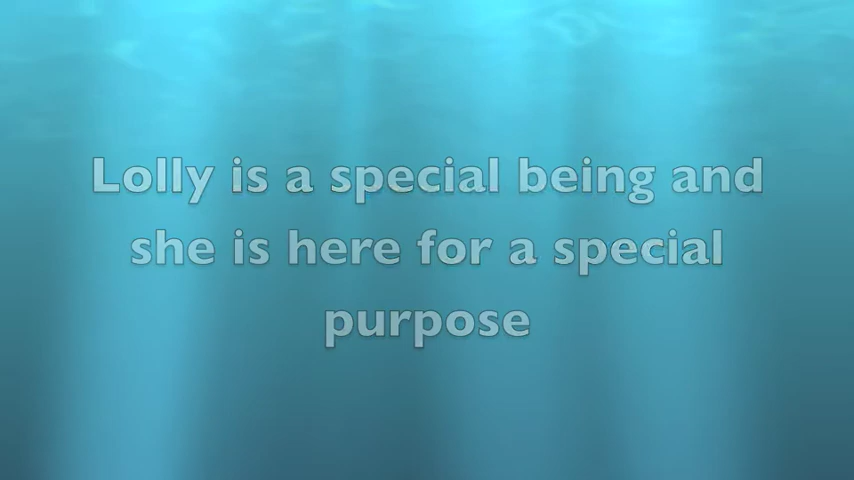 Lolly is a special being and
she is here for a special
purpose